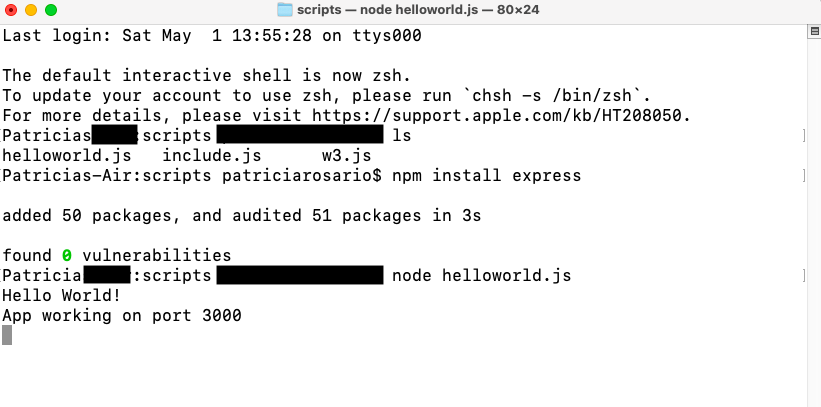 scripts — node helloworld.js — 80×24
Last login: Sat May  1 13:55:28 on ttys000
The default interactive shell is now zsh.
To update your account to use zsh, please run `chsh -s /bin/zsh`.
For more details, please visit https://support.apple.com/kb/HT208050.
[Patricias :scripts ls ]
helloworld.js   include.js      w3.js
[Patricias-Air:scripts patriciarosario$ npm install express ]
added 50 packages, and audited 51 packages in 3s
found 0 vulnerabilities
[Patricia :scripts node helloworld.js ]
Hello World!
App working on port 3000